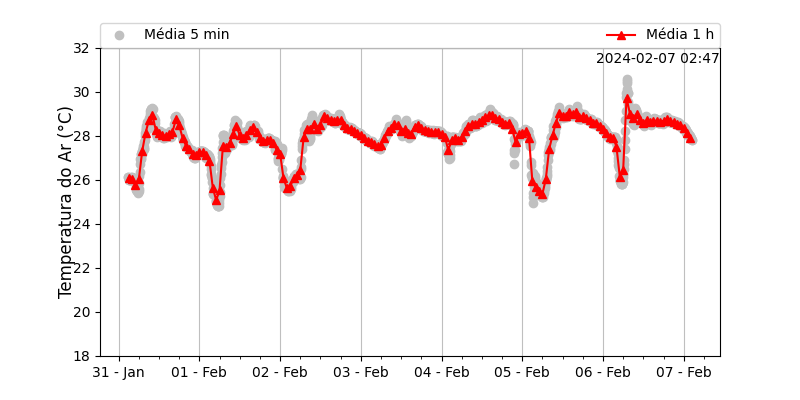 Média 5 min
Média 1 h
2024-02-07 02:47
Temperatura do Ar (°C)
32
30
28
26
24
22
20
18
31 - Jan
01 - Feb
02 - Feb
03 - Feb
04 - Feb
05 - Feb
06 - Feb
07 - Feb